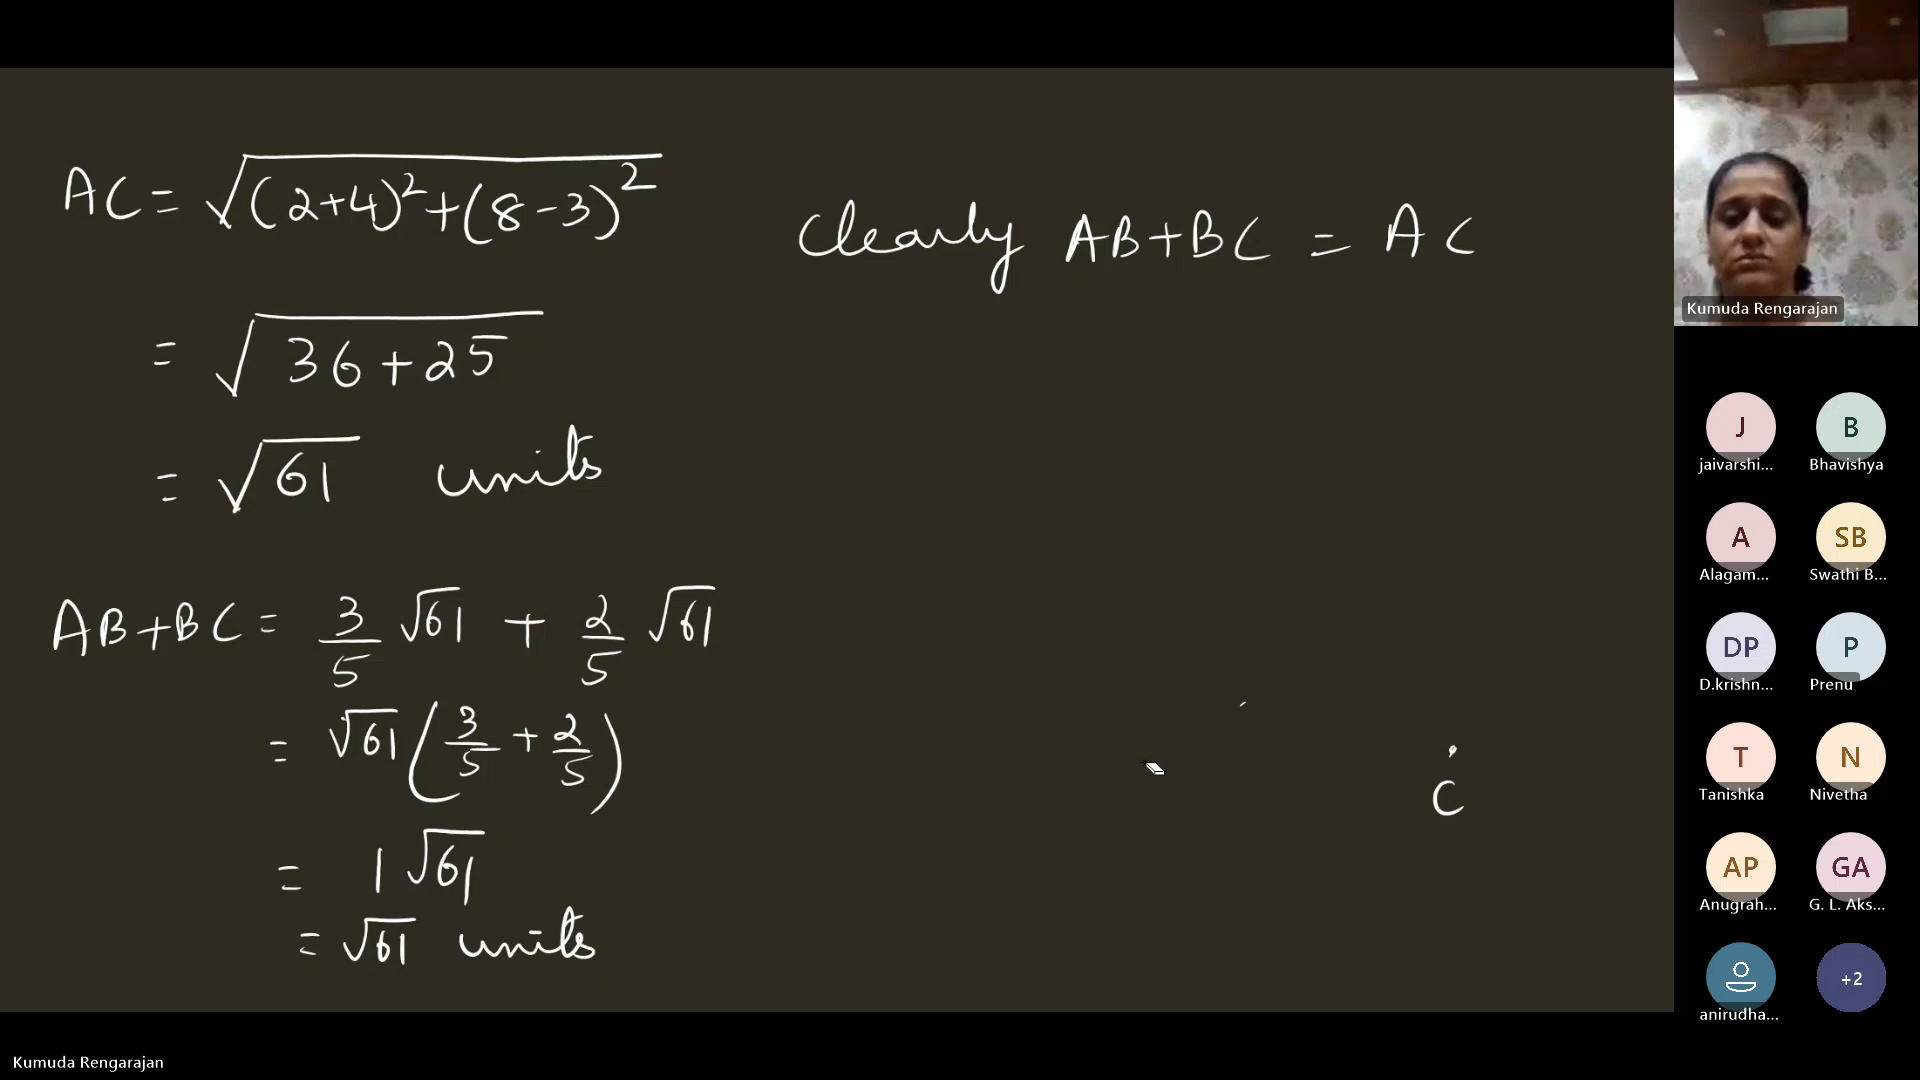 AC = √(2+4)²+(8-3)²
= √36+25
= √61 units
AB+BC = 3/5 √61 + 2/5 √61
= √61 (3/5 + 2/5)
= 1√61
= √61 units
Clearly AB+BC = AC
C
Kumuda Rengarajan
J B
jaivarshi... Bhavishya
A SB
Alagam... Swathi B...
DP P
D.krishn... Prenu
T N
Tanishka Nivetha
AP GA
Anugrah... G. L. Aks...
+2
anirudha...
Kumuda Rengarajan